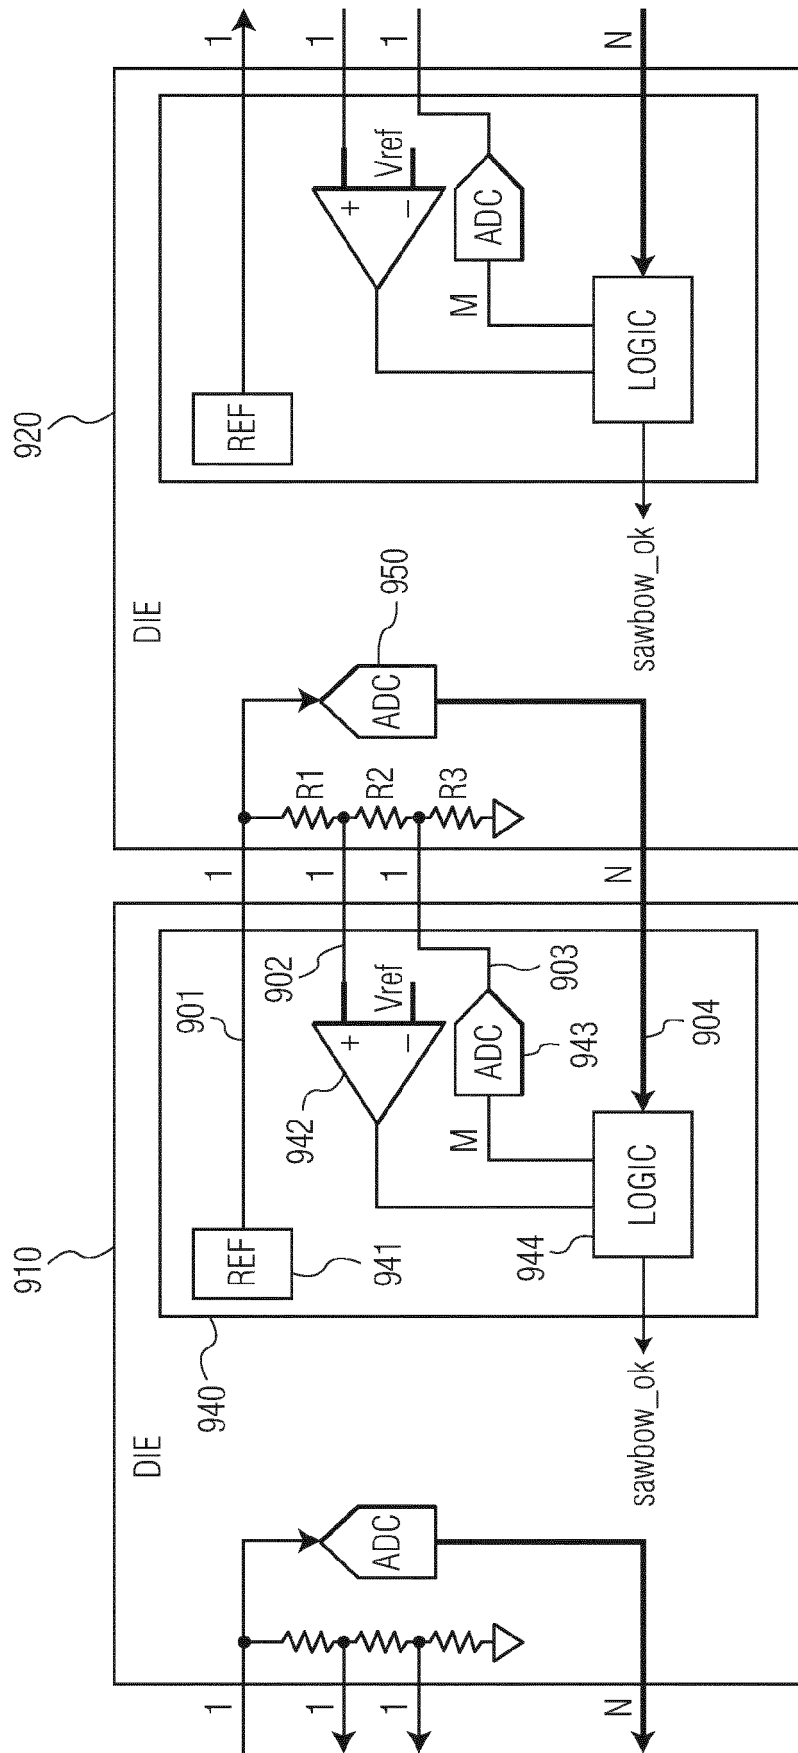 910
920
DIE
DIE
1
1
1
N
ADC
940
REF
941
901
942
+
−
Vref
902
M
ADC
943
903
944
LOGIC
904
sawbow_ok
1
1
1
N
R1
R2
R3
ADC
950
REF
+
−
Vref
M
ADC
LOGIC
sawbow_ok
1
1
1
N